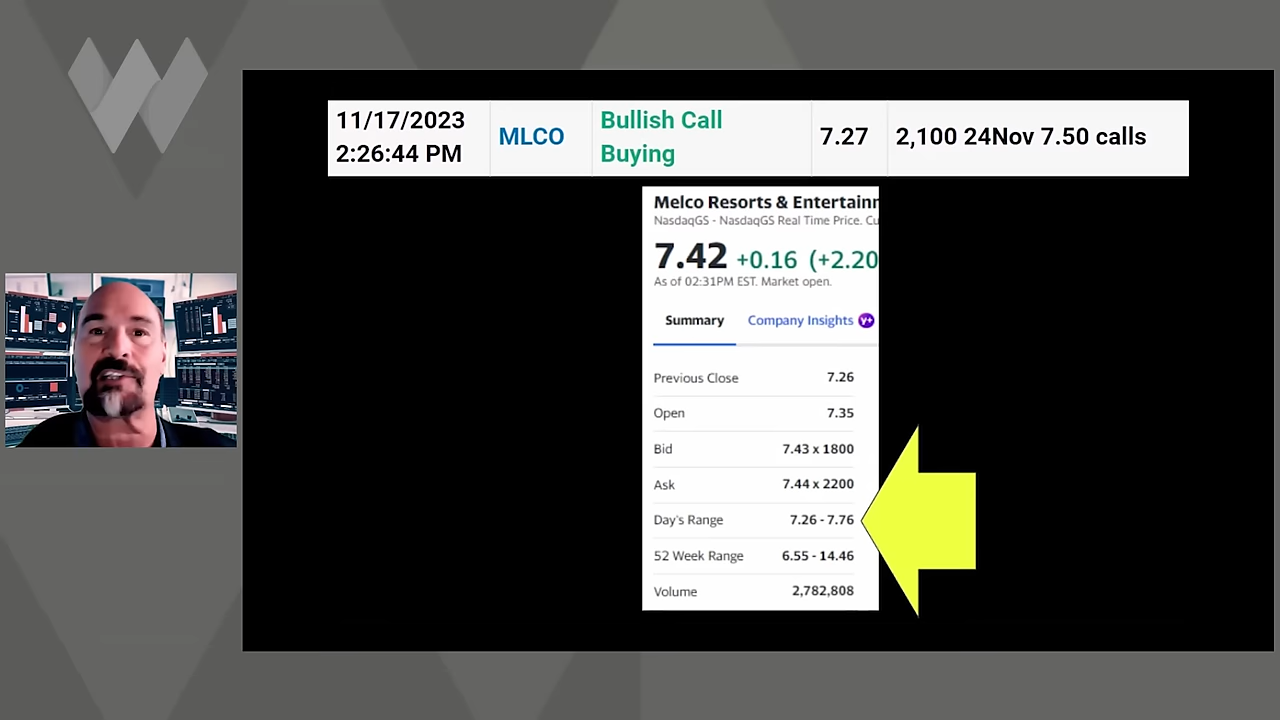 11/17/2023 MLCO Bullish Call 7.27 2,100 24Nov 7.50 calls
2:26:44 PM Buying
Melco Resorts & Entertainm
NasdaqGS - NasdaqGS Real Time Price. Cu
7.42 +0.16 (+2.20
As of 02:31PM EST. Market open.
Summary Company Insights Y+
Previous Close 7.26
Open 7.35
Bid 7.43 x 1800
Ask 7.44 x 2200
Day's Range 7.26 - 7.76
52 Week Range 6.55 - 14.46
Volume 2,782,808